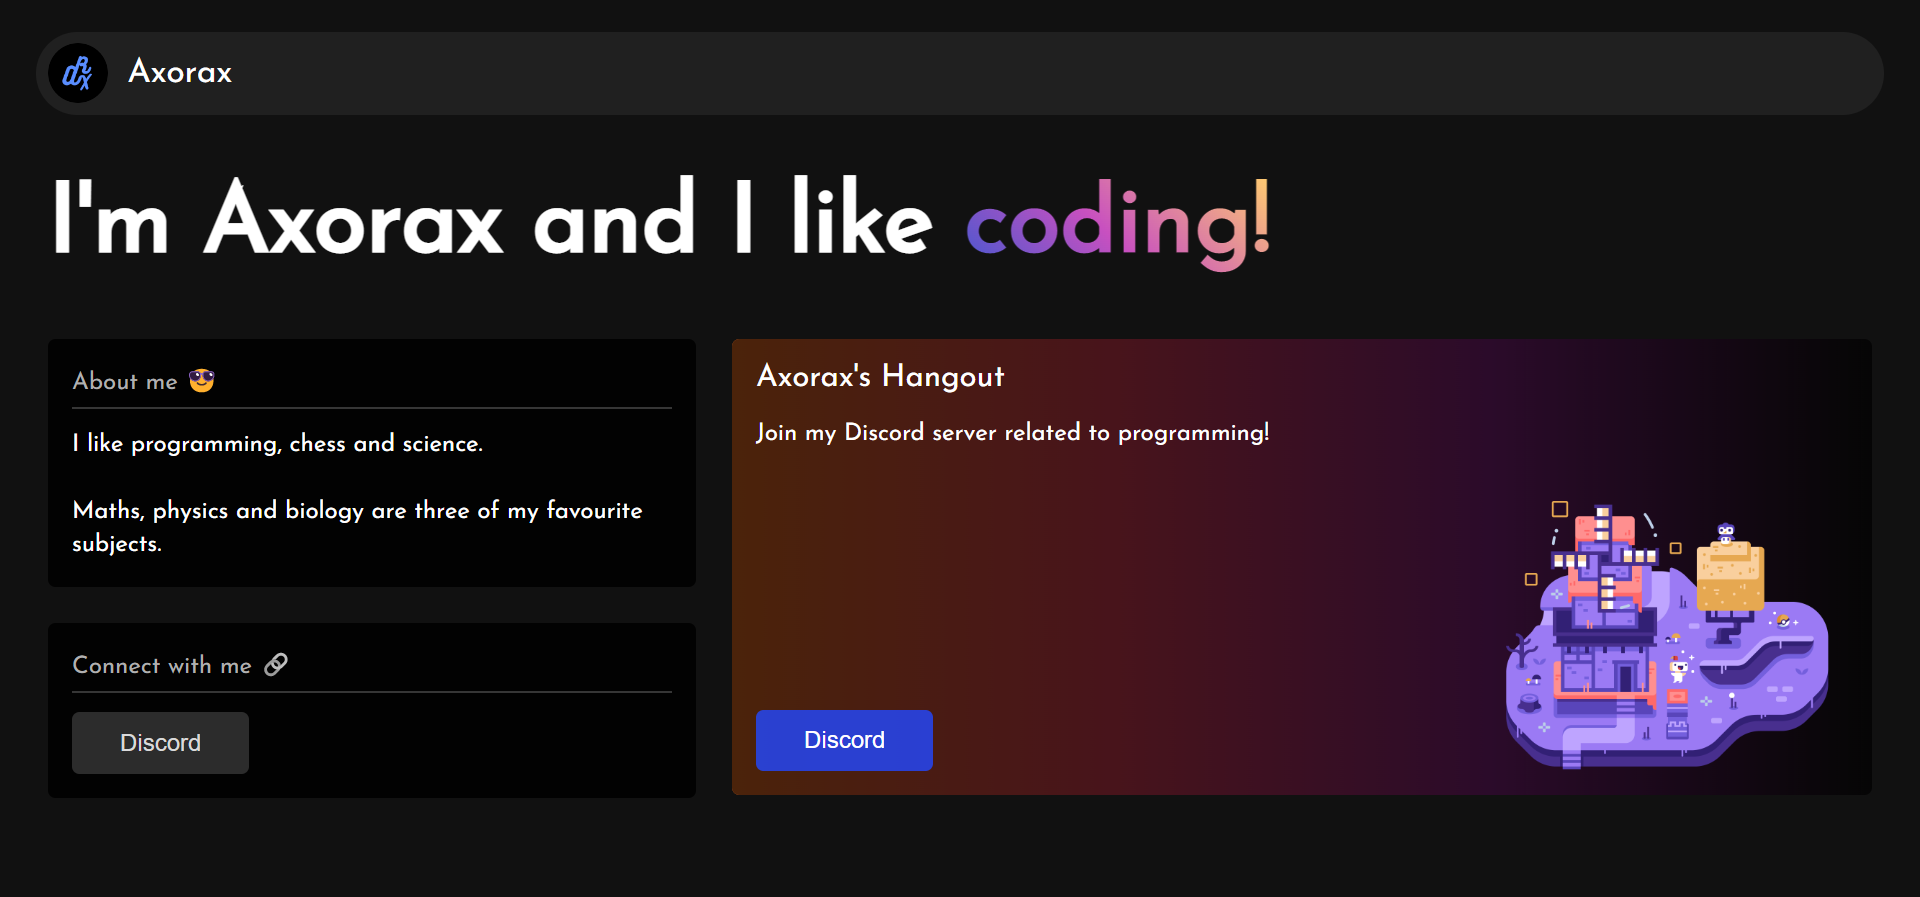 Axorax
I'm Axorax and I like coding!
About me 😎
I like programming, chess and science.
Maths, physics and biology are three of my favourite
subjects.
Connect with me 🔗
Discord
Axorax's Hangout
Join my Discord server related to programming!
Discord